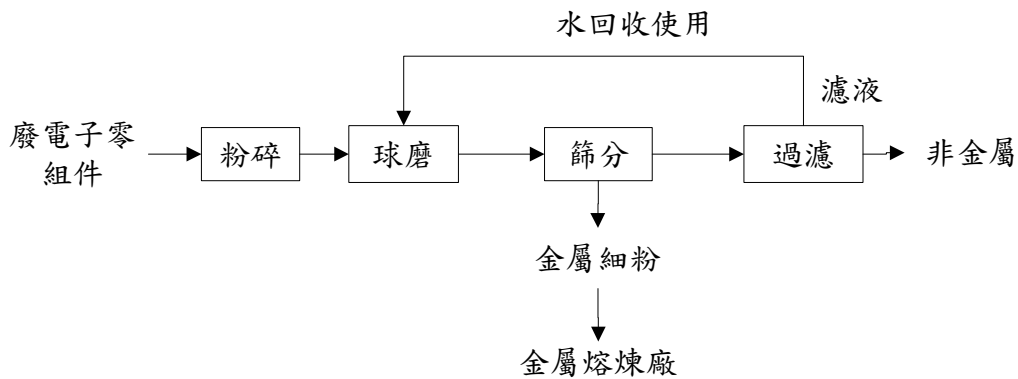 水回收使用
濾液
廢電子零
組件
粉碎
球磨
篩分
過濾
非金屬
金屬細粉
金屬熔煉廠